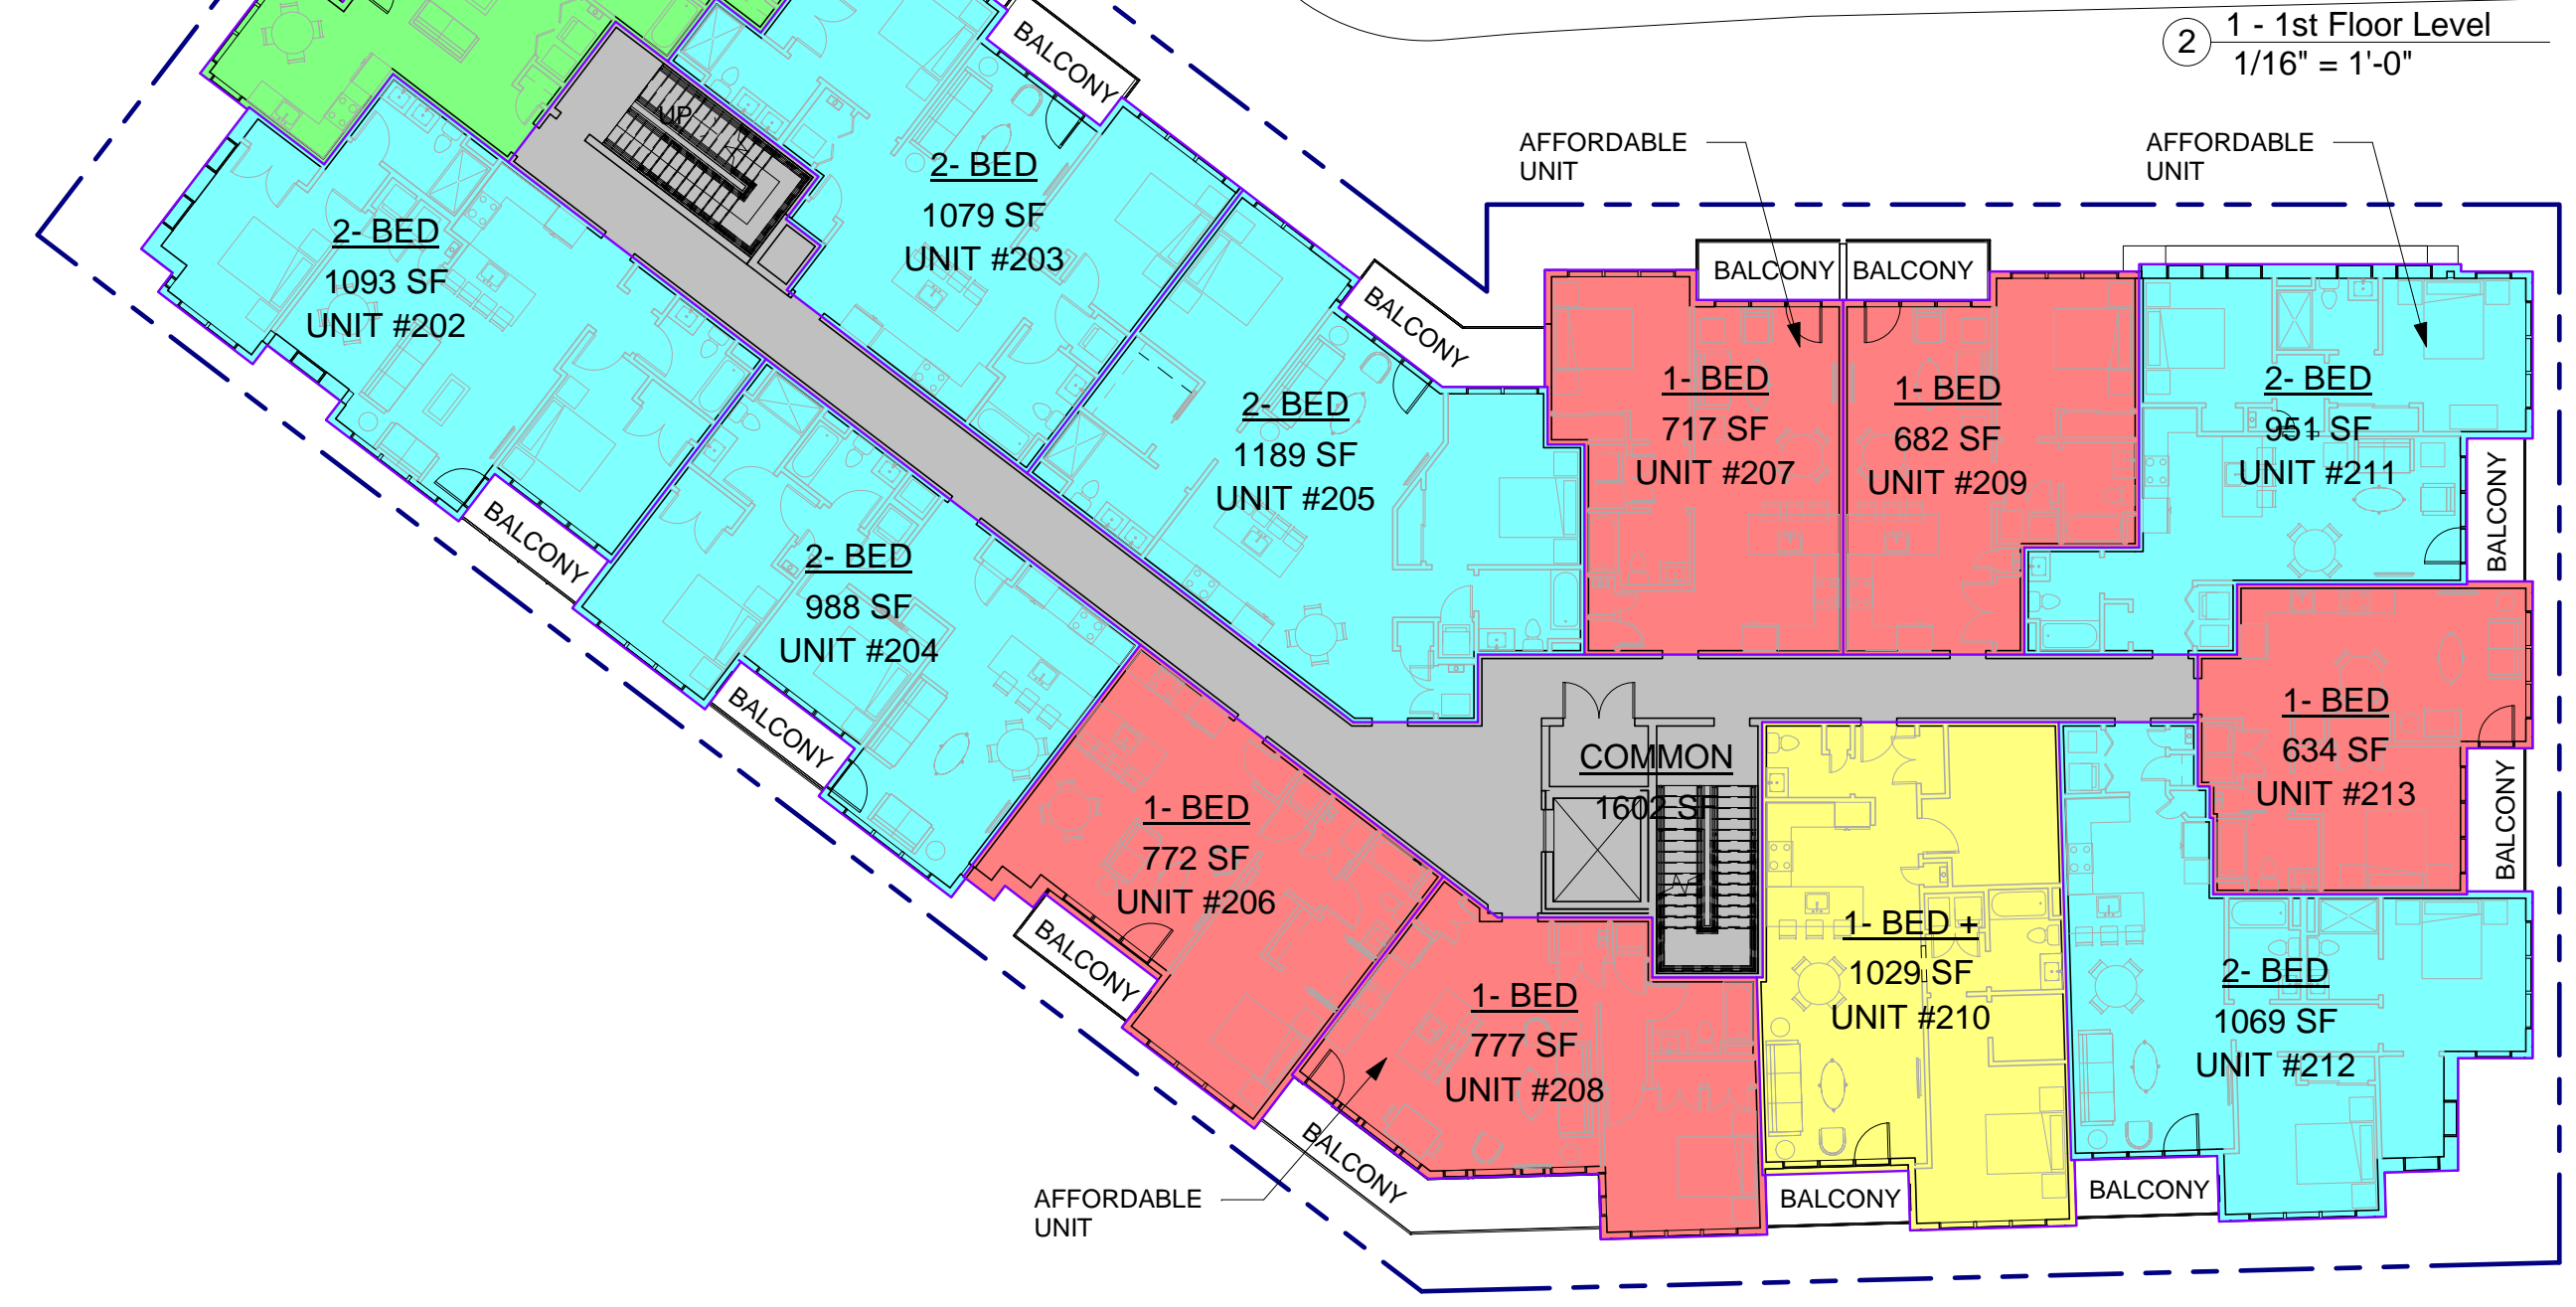 2
1 - 1st Floor Level
1/16" = 1'-0"
BALCONY
UP
AFFORDABLE
UNIT
AFFORDABLE
UNIT
2- BED
1079 SF
UNIT #203
2- BED
1093 SF
UNIT #202
BALCONY
BALCONY
BALCONY
2- BED
1189 SF
UNIT #205
1- BED
717 SF
UNIT #207
1- BED
682 SF
UNIT #209
2- BED
951 SF
UNIT #211
BALCONY
BALCONY
2- BED
988 SF
UNIT #204
BALCONY
1- BED
634 SF
UNIT #213
BALCONY
COMMON
1602 SF
1- BED
772 SF
UNIT #206
BALCONY
1- BED
777 SF
UNIT #208
1- BED +
1029 SF
UNIT #210
2- BED
1069 SF
UNIT #212
BALCONY
BALCONY
BALCONY
AFFORDABLE
UNIT